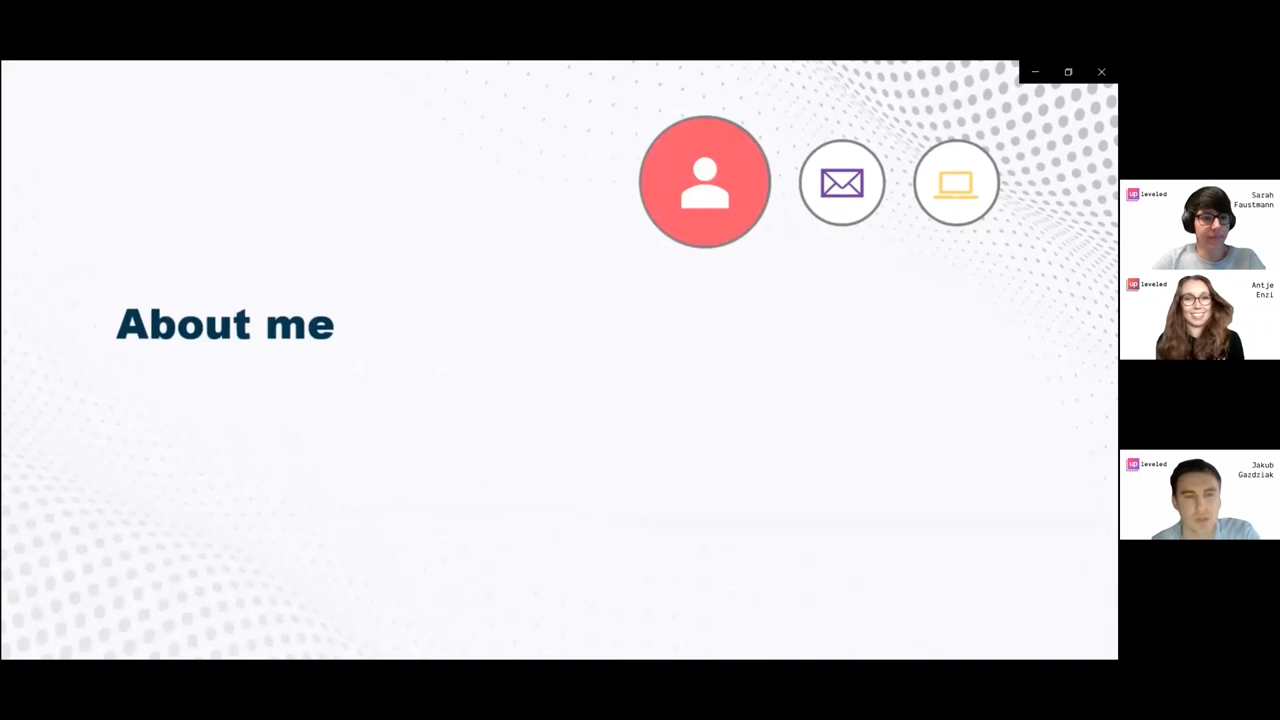 About me
up leveled
Sarah
Faustmann
up leveled
Antje
Enzi
up leveled
Jakub
Gazdziak